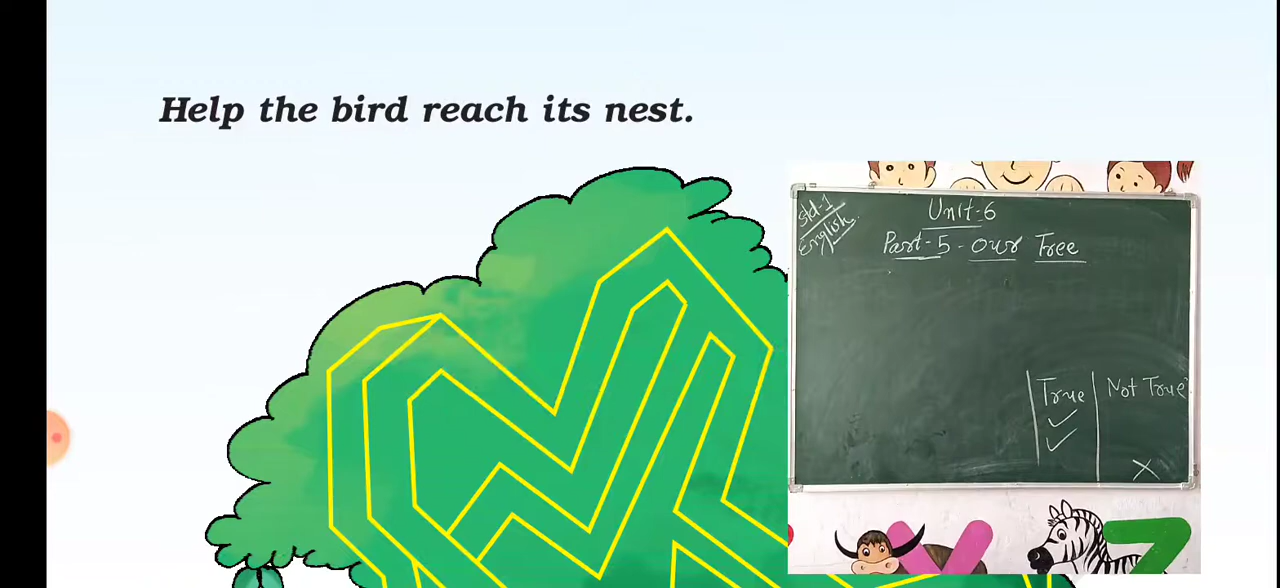 Help the bird reach its nest.
Std-1
English.
Unit-6
Part-5-Our Tree
True Not True